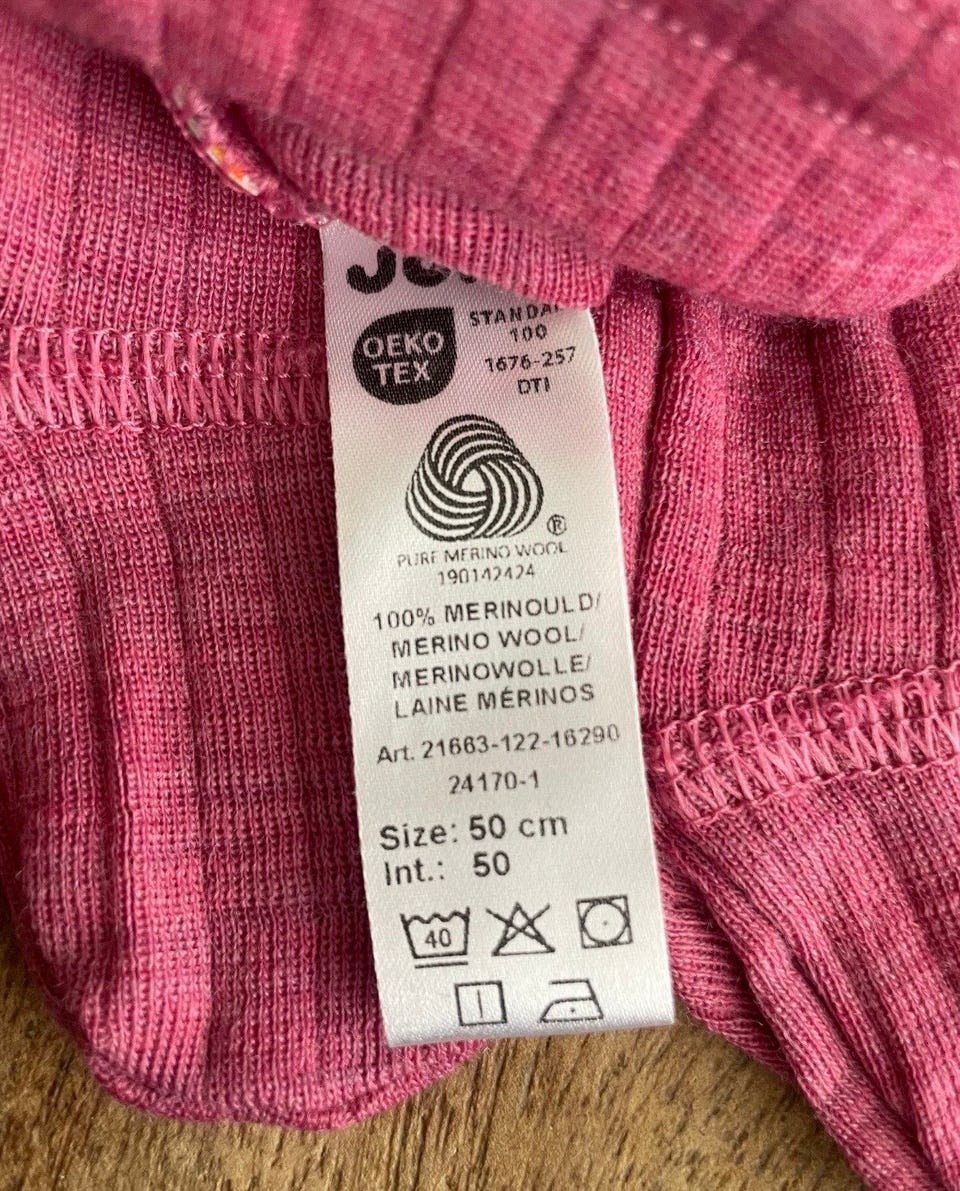 OEKO
TEX
100
1676-257
DTI
®
PURE MERINO WOOL
190142424
100% MERINOULD/
MERINO WOOL/
MERINOWOLLE/
LAINE MÉRINOS
Art. 21663-122-16290
24170-1
Size: 50 cm
Int.: 50
40